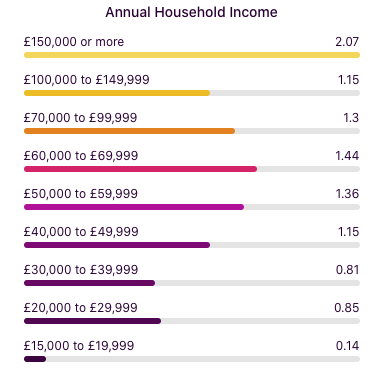 Annual Household Income
£150,000 or more 2.07
£100,000 to £149,999 1.15
£70,000 to £99,999 1.3
£60,000 to £69,999 1.44
£50,000 to £59,999 1.36
£40,000 to £49,999 1.15
£30,000 to £39,999 0.81
£20,000 to £29,999 0.85
£15,000 to £19,999 0.14